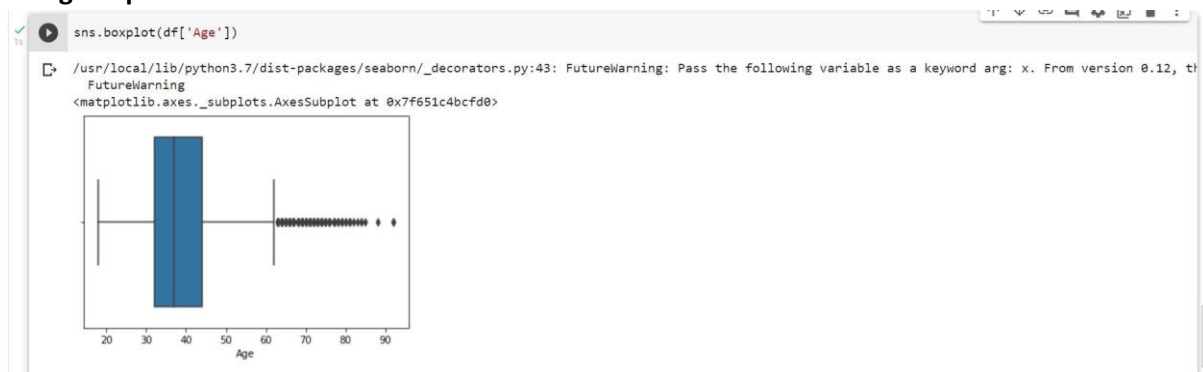 sns.boxplot(df['Age'])
1s
/usr/local/lib/python3.7/dist-packages/seaborn/_decorators.py:43: FutureWarning: Pass the following variable as a keyword arg: x. From version 0.12,
FutureWarning
<matplotlib.axes._subplots.AxesSubplot at 0x7f651c4bcfd0>
20 30 40 50 60 70 80 90
Age